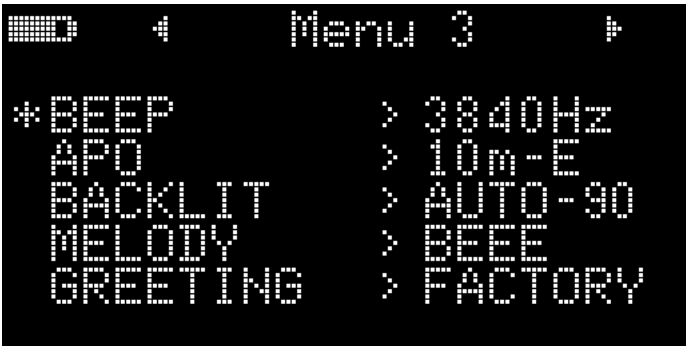 Menu 3
*BEEP > 3840Hz
APO > 10m-E
BACKLIT > AUTO-90
MELODY > BEEE
GREETING > FACTORY